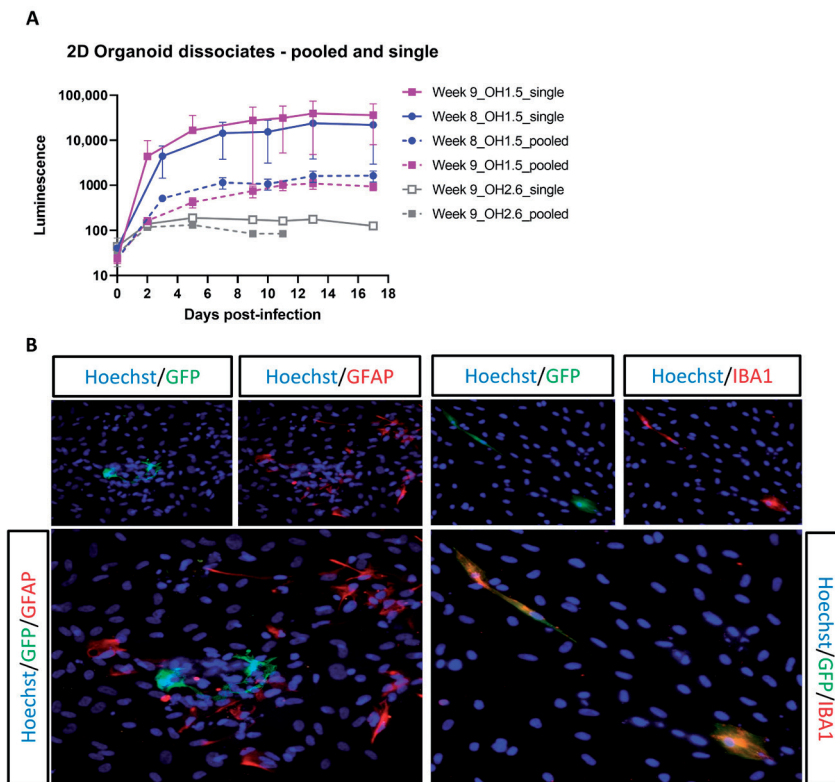 A
2D Organoid dissociates - pooled and single
100,000
10,000
1000
100
10
Luminescence
0
2
4
6
8
10
12
14
16
18
Days post-infection
Week 9_OH1.5_single
Week 8_OH1.5_single
Week 8_OH1.5_pooled
Week 9_OH1.5_pooled
Week 9_OH2.6_single
Week 9_OH2.6_pooled
B
Hoechst/GFP
Hoechst/GFAP
Hoechst/GFP
Hoechst/IBA1
Hoechst/GFP/GFAP
Hoechst/GFP/IBA1